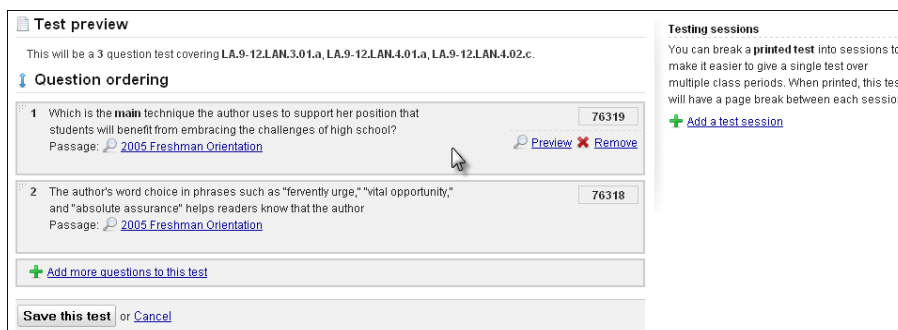 Test preview
This will be a 3 question test covering LA.9-12.LAN.3.01.a, LA.9-12.LAN.4.01.a, LA.9-12.LAN.4.02.c.
Question ordering
1 Which is the main technique the author uses to support her position that
students will benefit from embracing the challenges of high school?
Passage: 2005 Freshman Orientation
76319
Preview Remove
2 The author's word choice in phrases such as "fervently urge," "vital opportunity,"
and "absolute assurance" helps readers know that the author
Passage: 2005 Freshman Orientation
76318
Add more questions to this test
Save this test or Cancel
Testing sessions
You can break a printed test into sessions to
make it easier to give a single test over
multiple class periods. When printed, this tes
will have a page break between each sessio
Add a test session